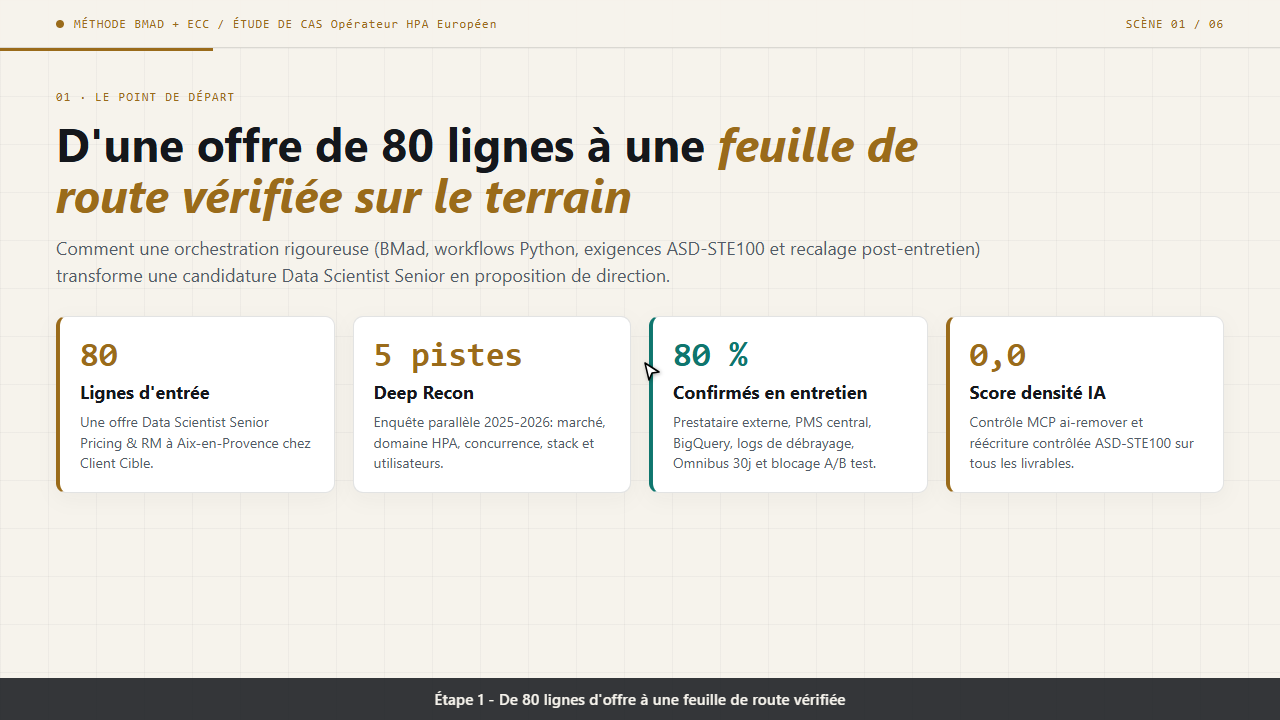 MÉTHODE BMAD + ECC / ÉTUDE DE CAS Opérateur HPA Européen
SCÈNE 01 / 06
01 · LE POINT DE DÉPART
D'une offre de 80 lignes à une feuille de
route vérifiée sur le terrain
Comment une orchestration rigoureuse (BMad, workflows Python, exigences ASD-STE100 et recalage post-entretien)
transforme une candidature Data Scientist Senior en proposition de direction.
80
Lignes d'entrée
Une offre Data Scientist Senior
Pricing & RM à Aix-en-Provence chez
Client Cible.
5 pistes
Deep Recon
Enquête parallèle 2025-2026: marché,
domaine HPA, concurrence, stack et
utilisateurs.
80 %
Confirmés en entretien
Prestataire externe, PMS central,
BigQuery, logs de débrayage,
Omnibus 30j et blocage A/B test.
0,0
Score densité IA
Contrôle MCP ai-remover et
réécriture contrôlée ASD-STE100 sur
tous les livrables.
Étape 1 - De 80 lignes d'offre à une feuille de route vérifiée